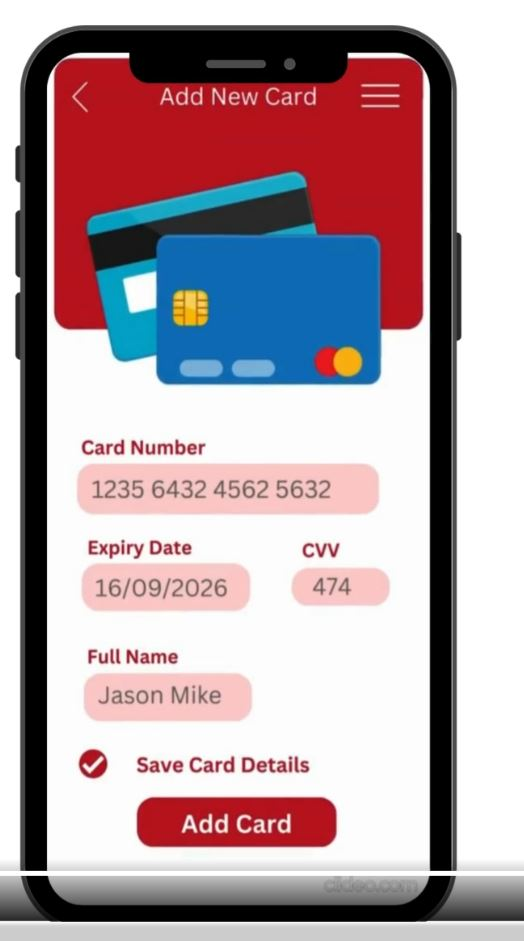 Add New Card
Card Number
1235 6432 4562 5632
Expiry Date
CVV
16/09/2026
474
Full Name
Jason Mike
Save Card Details
Add Card
clideo.com